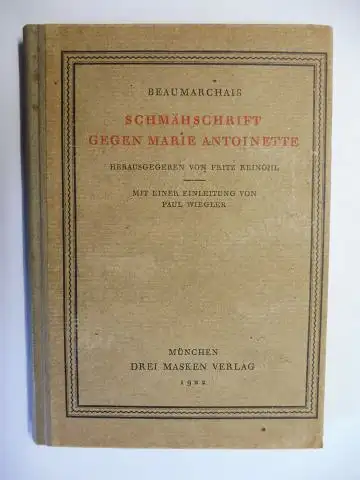 BEAUMARCHAIS
SCHMÄHSCHRIFT
GEGEN MARIE ANTOINETTE
HERAUSGEGEBEN VON FRITZ REINÖHL
MIT EINER EINLEITUNG VON
PAUL WIEGLER
MÜNCHEN
DREI MASKEN VERLAG
1922